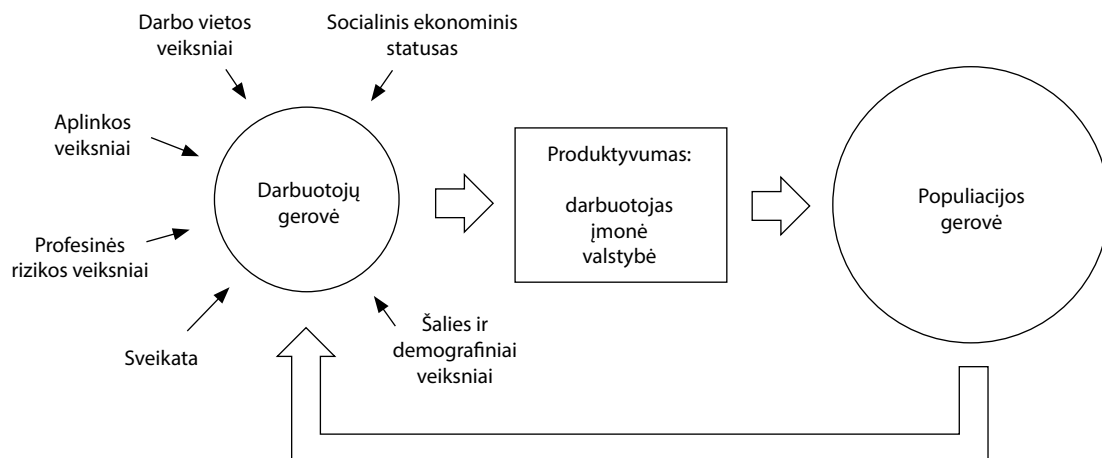 Darbo vietos
veiksniai
Socialinis ekonominis
statusas
Aplinkos
veiksniai
Darbuotojų
gerovė
Profesinės
rizikos veiksniai
Sveikata
Šalies ir
demografiniai
veiksniai
Produktyvumas:
darbuotojas
įmonė
valstybė
Populiacijos
gerovė